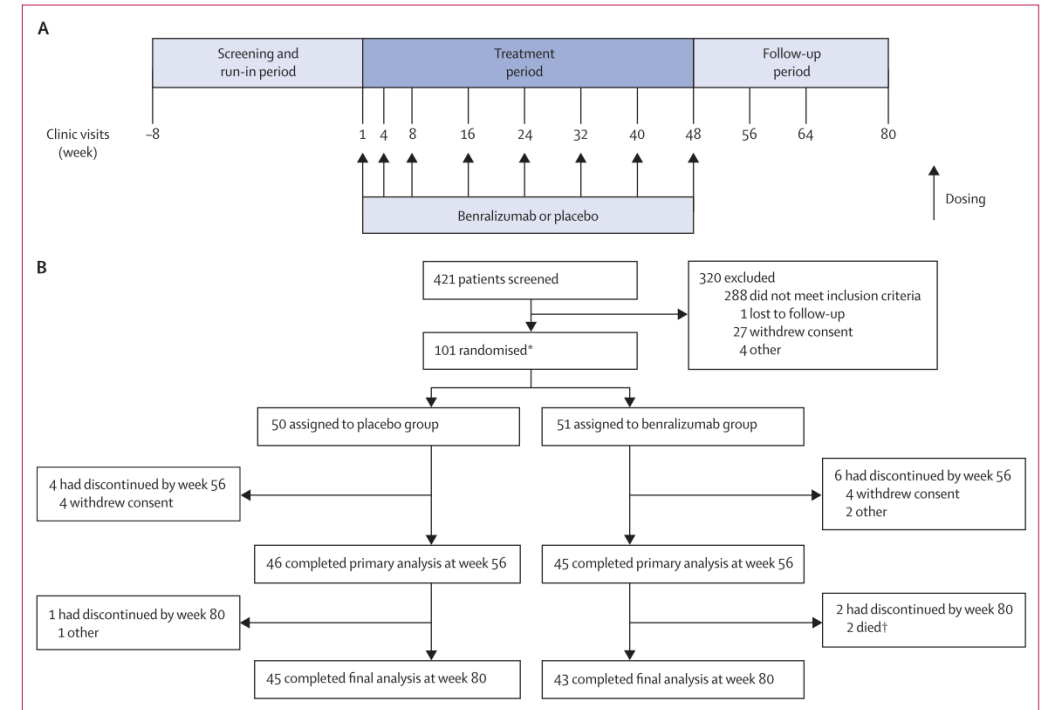 A
Screening and
run-in period
Treatment
period
Follow-up
period
Clinic visits
(week)
–8
1
4
8
16
24
32
40
48
56
64
80
Benralizumab or placebo
Dosing
B
421 patients screened
320 excluded
288 did not meet inclusion criteria
1 lost to follow-up
27 withdrew consent
4 other
101 randomised*
50 assigned to placebo group
51 assigned to benralizumab group
4 had discontinued by week 56
4 withdrew consent
6 had discontinued by week 56
4 withdrew consent
2 other
46 completed primary analysis at week 56
45 completed primary analysis at week 56
1 had discontinued by week 80
1 other
2 had discontinued by week 80
2 died†
45 completed final analysis at week 80
43 completed final analysis at week 80